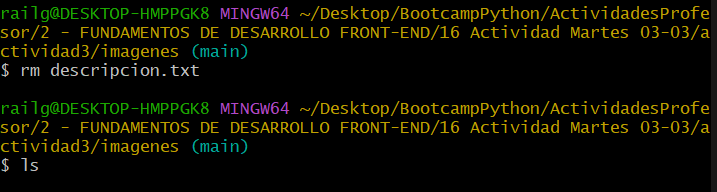 railg@DESKTOP-HMPPGK8 MINGW64 ~/Desktop/BootcampPython/ActividadesProfe
sor/2 - FUNDAMENTOS DE DESARROLLO FRONT-END/16 Actividad Martes 03-03/a
ctividad3/imagenes (main)
$ rm descripcion.txt
railg@DESKTOP-HMPPGK8 MINGW64 ~/Desktop/BootcampPython/ActividadesProfe
sor/2 - FUNDAMENTOS DE DESARROLLO FRONT-END/16 Actividad Martes 03-03/a
ctividad3/imagenes (main)
$ ls